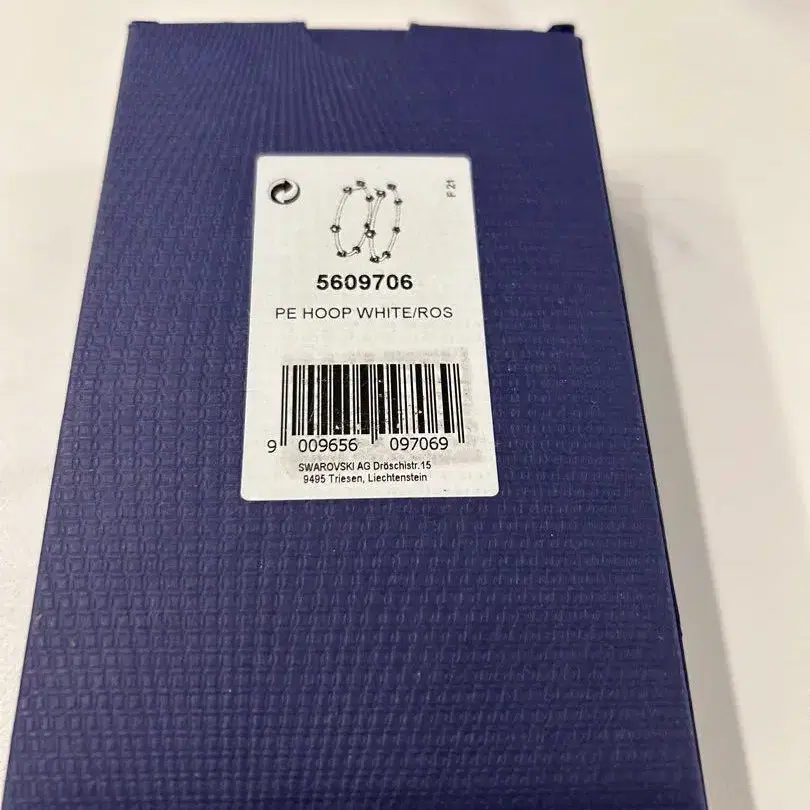 F 21
5609706
PE HOOP WHITE/ROS
9 009656 097069
SWAROVSKI AG Dröschistr.15
9495 Triesen, Liechtenstein